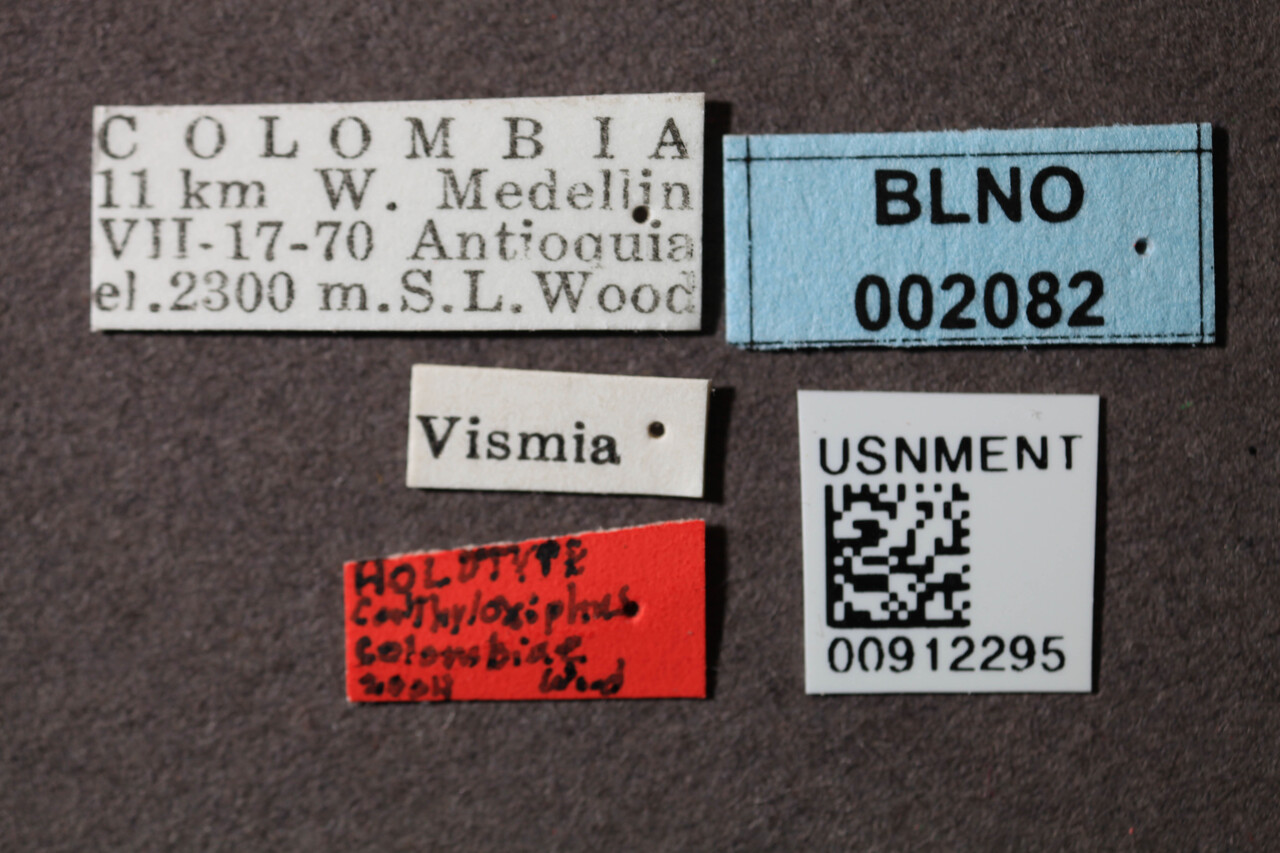 COLOMBIA
11 km W. Medellin
VII-17-70 Antioquia
el.2300 m.S.L.Wood
BLNO
002082
Vismia
HOLOTYPE
Canthyloxiphus
colombiae
Wood
USNMENT
00912295